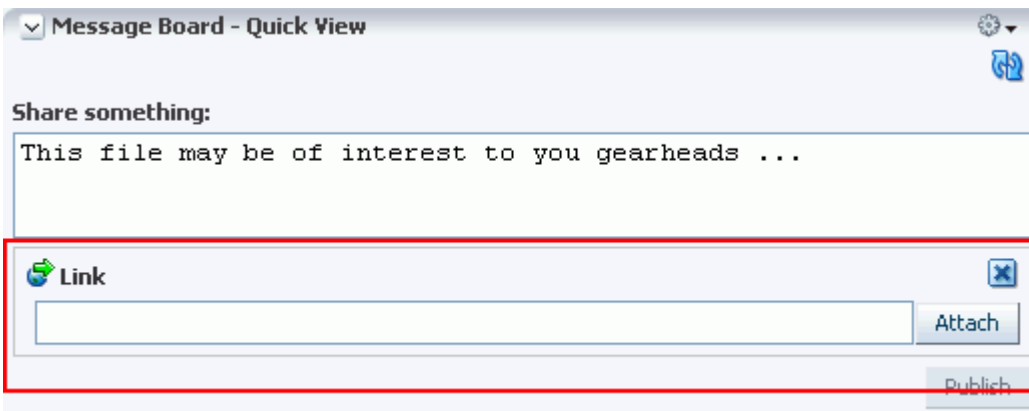 Message Board - Quick View
Share something:
This file may be of interest to you gearheads ...
Link
Attach
Publish